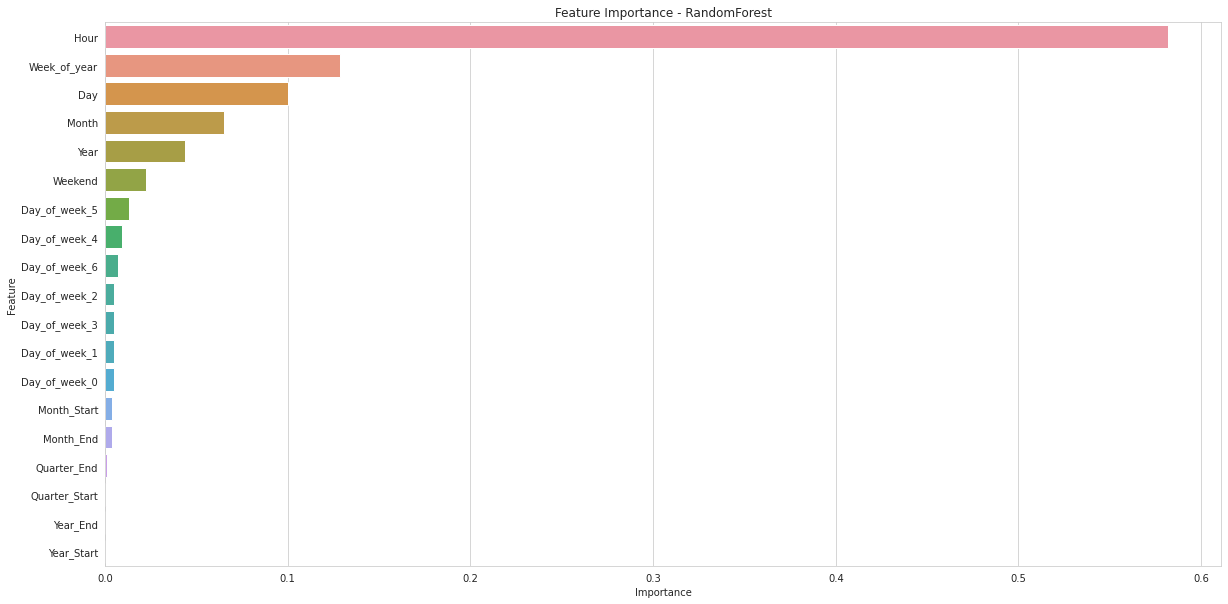 Feature Importance - RandomForest
Feature
Hour
Week_of_year
Day
Month
Year
Weekend
Day_of_week_5
Day_of_week_4
Day_of_week_6
Day_of_week_2
Day_of_week_3
Day_of_week_1
Day_of_week_0
Month_Start
Month_End
Quarter_End
Quarter_Start
Year_End
Year_Start
0.0 0.1 0.2 0.3 0.4 0.5 0.6
Importance